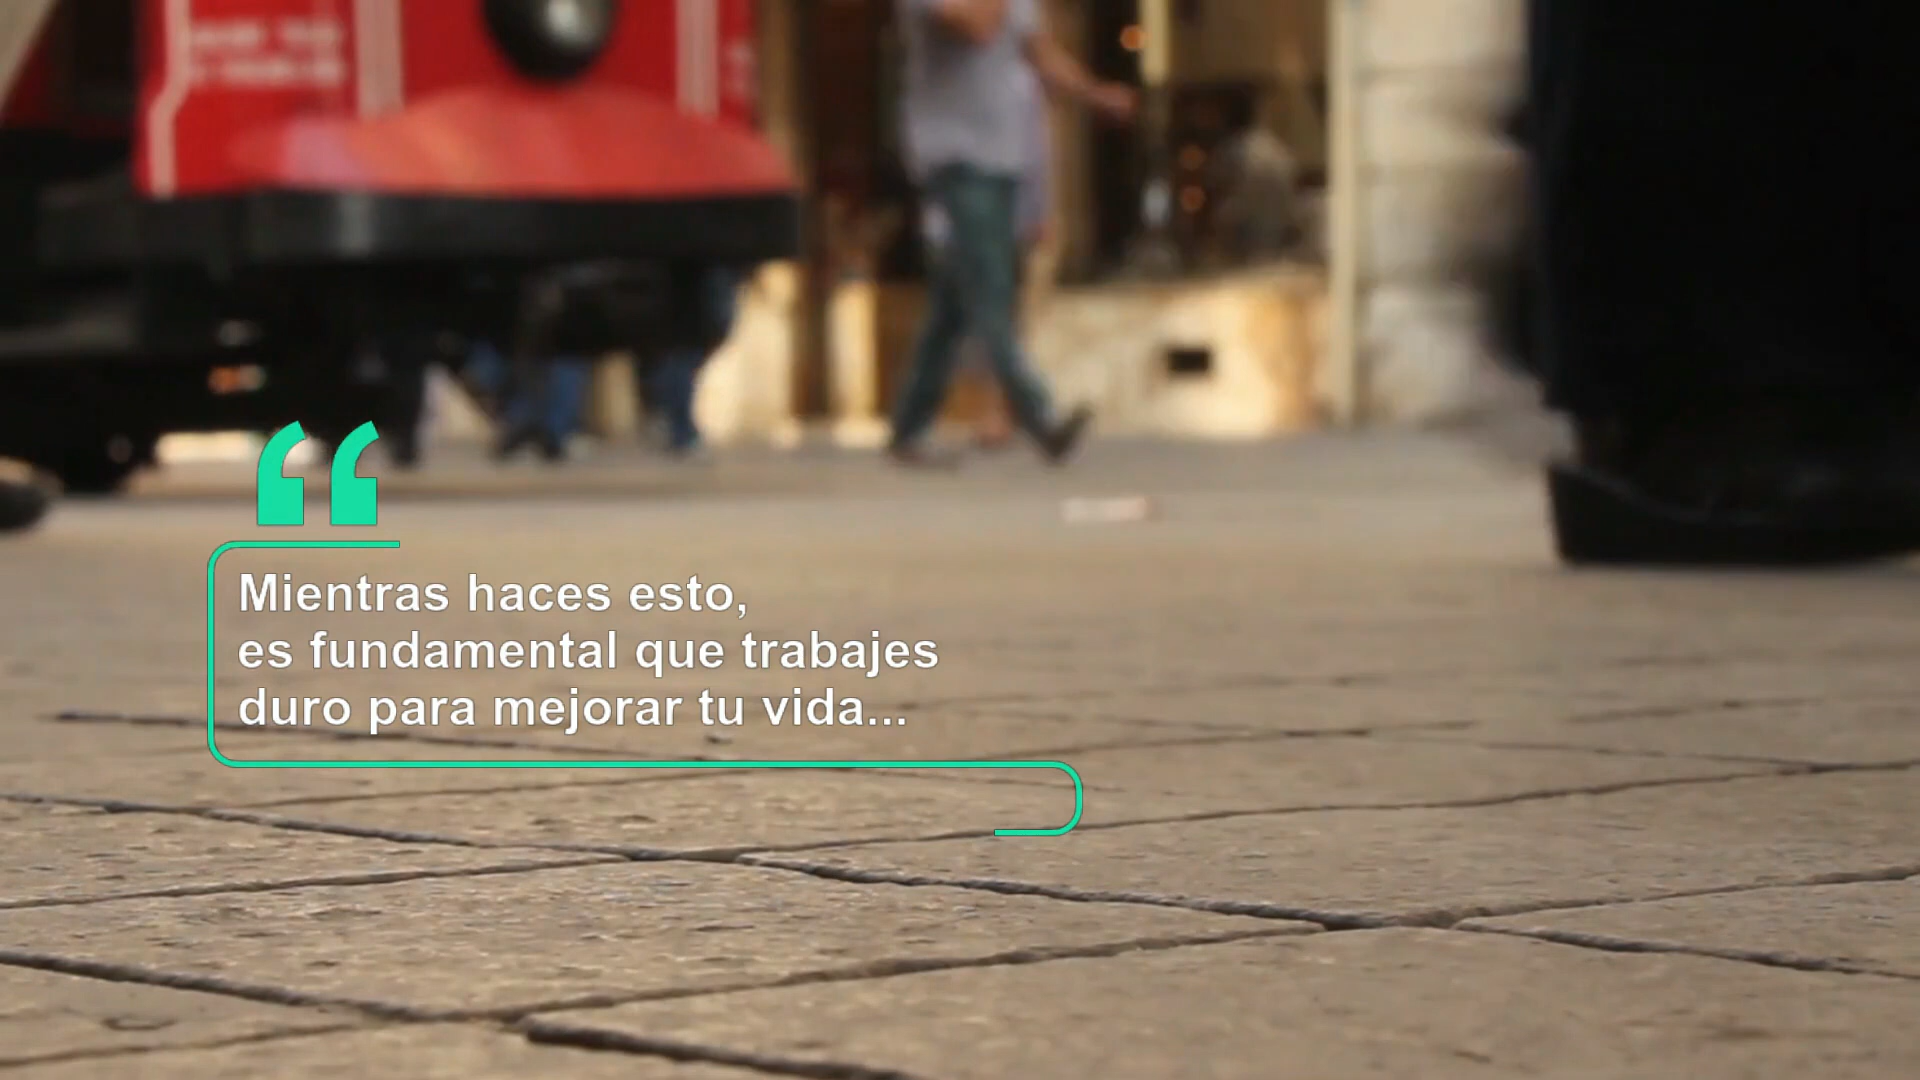 Mientras haces esto,
es fundamental que trabajes
duro para mejorar tu vida...